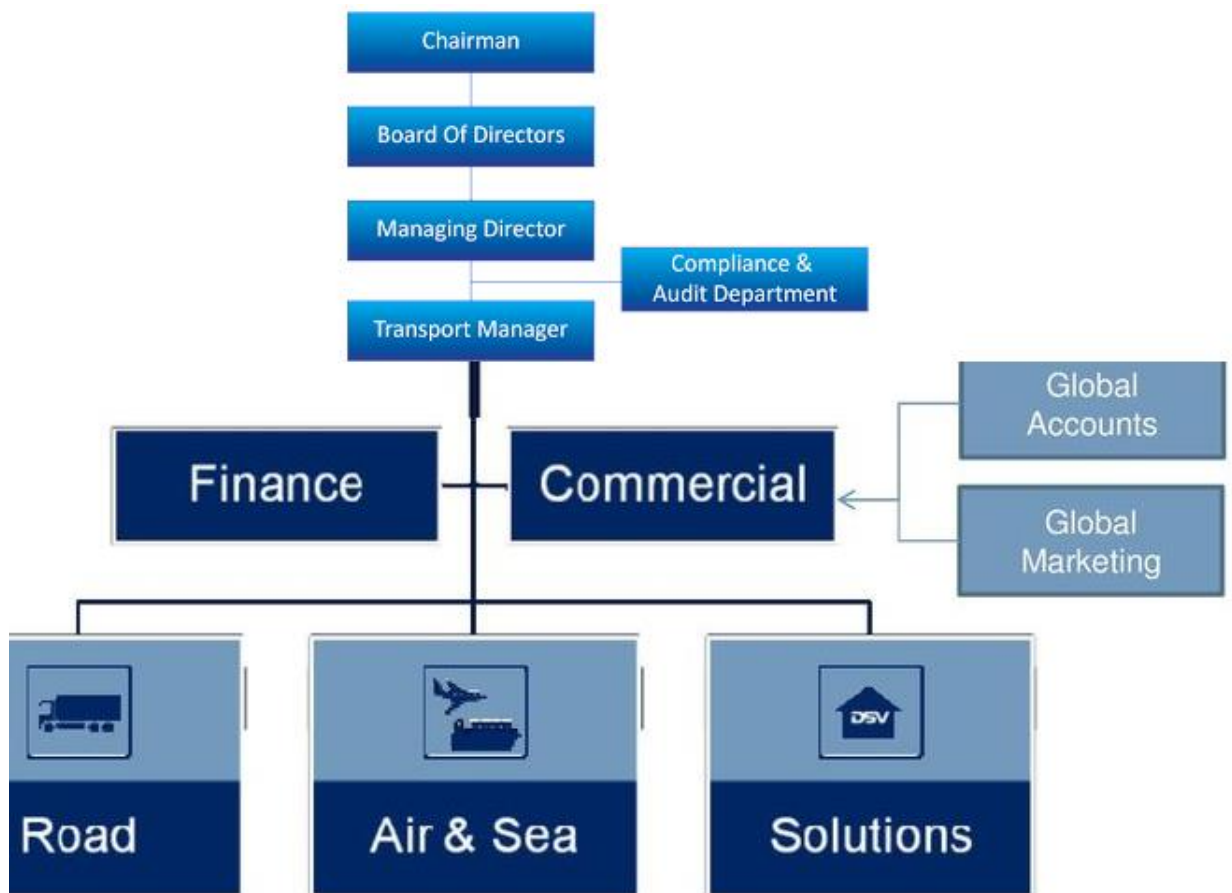 Chairman
Board Of Directors
Managing Director
Compliance &
Audit Department
Transport Manager
Global
Accounts
Finance
Commercial
Global
Marketing
DSV
Road
Air & Sea
Solutions